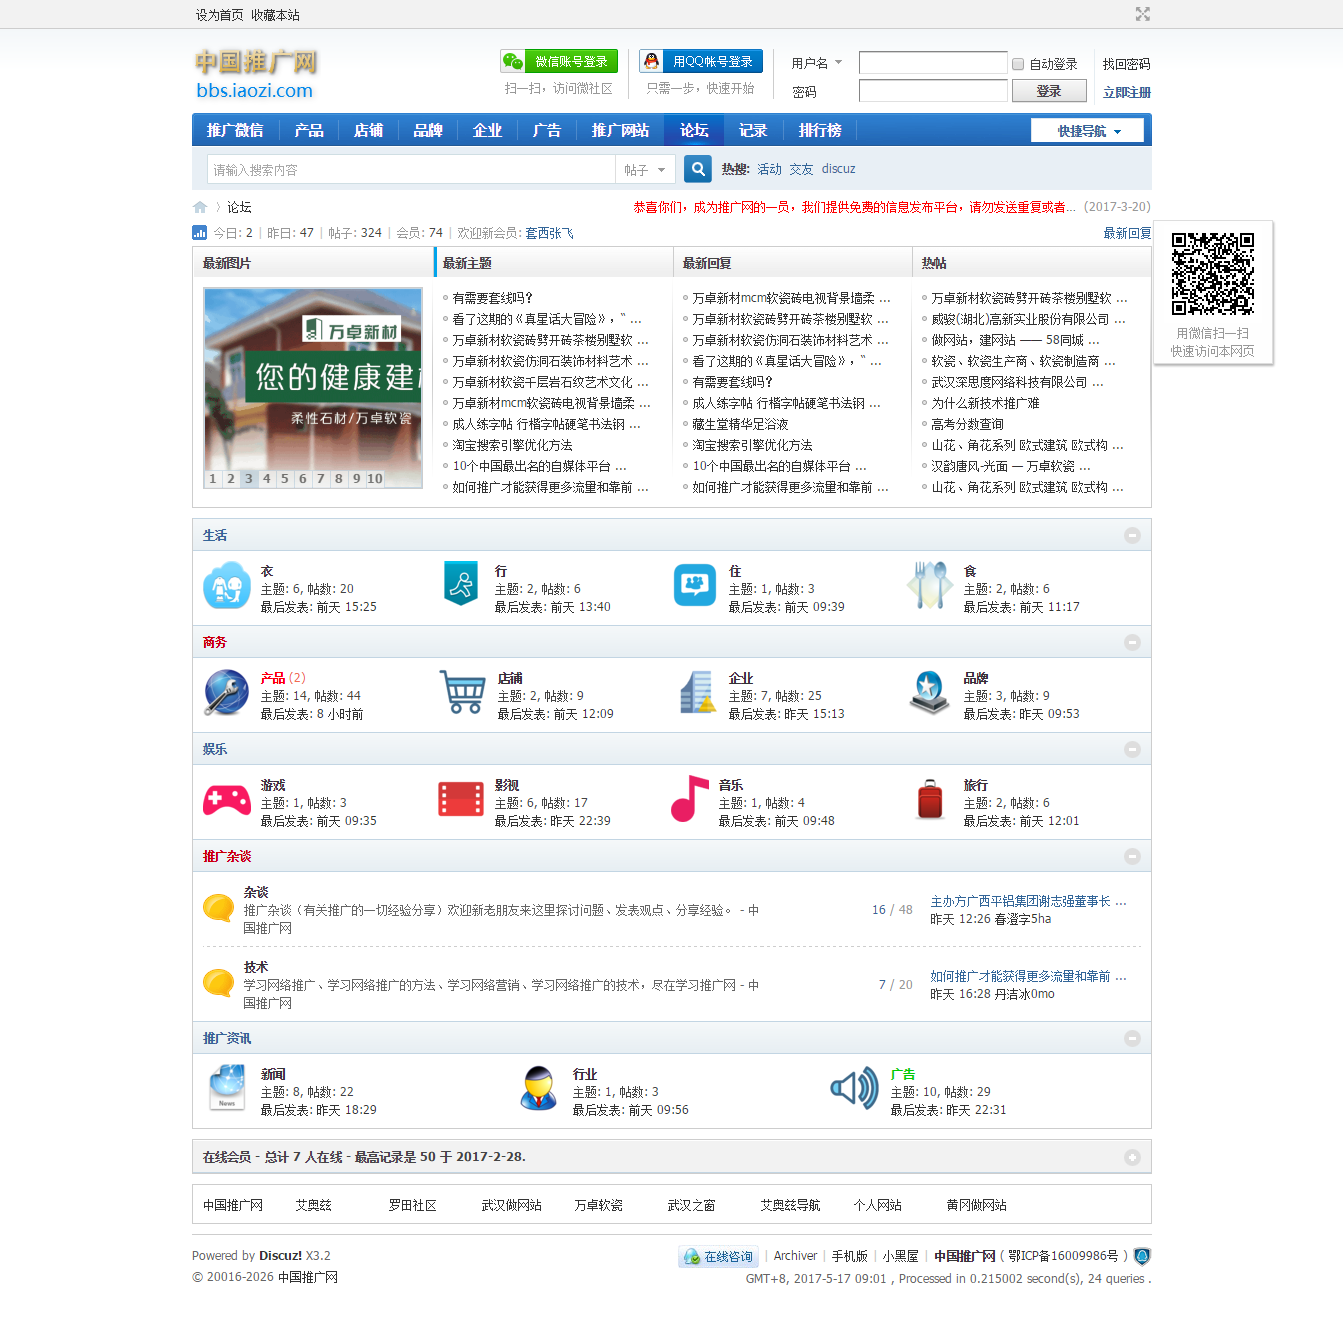 设为首页 收藏本站
中国推广网
bbs.iaozi.com
微信账号登录
扫一扫，访问微社区
用QQ帐号登录
只需一步，快速开始
用户名 自动登录 找回密码
密码 登录 立即注册
推广微信 产品 店铺 品牌 企业 广告 推广网站 论坛 记录 排行榜 快捷导航
请输入搜索内容 帖子 热搜: 活动 交友 discuz
论坛 恭喜你们，成为推广网的一员，我们提供免费的信息发布平台，请勿发送重复或者... (2017-3-20)
今日: 2 | 昨日: 47 | 帖子: 324 | 会员: 74 | 欢迎新会员: 套西张飞 最新回复
最新图片 最新主题 最新回复 热帖
万卓新材
您的健康建材
柔性石材/万卓软瓷
1 2 3 4 5 6 7 8 9 10
有需要套线吗?
看了这期的《真星话大冒险》，“ ...
万卓新材软瓷砖劈开砖茶楼别墅软 ...
万卓新材软瓷仿洞石装饰材料艺术 ...
万卓新材软瓷千层岩石纹艺术文化 ...
万卓新材mcm软瓷砖电视背景墙柔 ...
成人练字帖 行楷字帖硬笔书法钢 ...
淘宝搜索引擎优化方法
10个中国最出名的自媒体平台 ...
如何推广才能获得更多流量和靠前 ...
万卓新材mcm软瓷砖电视背景墙柔 ...
万卓新材软瓷砖劈开砖茶楼别墅软 ...
万卓新材软瓷仿洞石装饰材料艺术 ...
看了这期的《真星话大冒险》，“ ...
有需要套线吗?
成人练字帖 行楷字帖硬笔书法钢 ...
藏生堂精华足浴液
淘宝搜索引擎优化方法
10个中国最出名的自媒体平台 ...
如何推广才能获得更多流量和靠前 ...
万卓新材软瓷砖劈开砖茶楼别墅软 ...
威骏(湖北)高新实业股份有限公司 ...
做网站，建网站 —— 58同城 ...
软瓷、软瓷生产商、软瓷制造商 ...
武汉深思度网络科技有限公司 ...
为什么新技术推广难
高考分数查询
山花、角花系列 欧式建筑 欧式构 ...
汉韵唐风-光面 — 万卓软瓷 ...
山花、角花系列 欧式建筑 欧式构 ...
用微信扫一扫
快速访问本网页
生活
衣
主题: 6, 帖数: 20
最后发表: 前天 15:25
行
主题: 2, 帖数: 6
最后发表: 前天 13:40
住
主题: 1, 帖数: 3
最后发表: 前天 09:39
食
主题: 2, 帖数: 6
最后发表: 前天 11:17
商务
产品 (2)
主题: 14, 帖数: 44
最后发表: 8 小时前
店铺
主题: 2, 帖数: 9
最后发表: 前天 12:09
企业
主题: 7, 帖数: 25
最后发表: 昨天 15:13
品牌
主题: 3, 帖数: 9
最后发表: 昨天 09:53
娱乐
游戏
主题: 1, 帖数: 3
最后发表: 前天 09:35
影视
主题: 6, 帖数: 17
最后发表: 昨天 22:39
音乐
主题: 1, 帖数: 4
最后发表: 前天 09:48
旅行
主题: 2, 帖数: 6
最后发表: 前天 12:01
推广杂谈
杂谈
推广杂谈（有关推广的一切经验分享）欢迎新老朋友来这里探讨问题、发表观点、分享经验。 - 中
国推广网
16 / 48
主办方广西平铝集团谢志强董事长 ...
昨天 12:26 春澄字5ha
技术
学习网络推广、学习网络推广的方法、学习网络营销、学习网络推广的技术，尽在学习推广网 - 中
国推广网
7 / 20
如何推广才能获得更多流量和靠前 ...
昨天 16:28 丹洁冰0mo
推广资讯
News
新闻
主题: 8, 帖数: 22
最后发表: 昨天 18:29
行业
主题: 1, 帖数: 3
最后发表: 前天 09:56
广告
主题: 10, 帖数: 29
最后发表: 昨天 22:31
在线会员 - 总计 7 人在线 - 最高记录是 50 于 2017-2-28.
中国推广网 艾奥兹 罗田社区 武汉做网站 万卓软瓷 武汉之窗 艾奥兹导航 个人网站 黄冈做网站
Powered by Discuz! X3.2
© 20016-2026 中国推广网
在线咨询 | Archiver | 手机版 | 小黑屋 | 中国推广网 ( 鄂ICP备16009986号 )
GMT+8, 2017-5-17 09:01 , Processed in 0.215002 second(s), 24 queries .